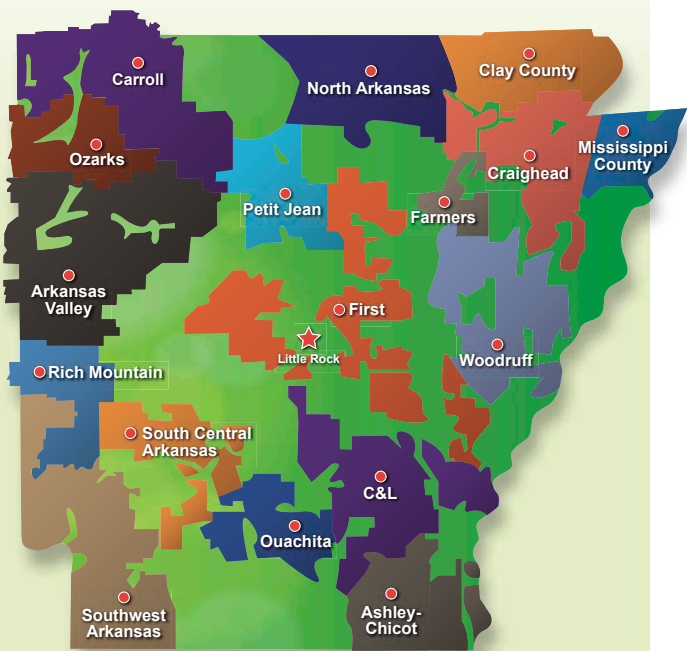 Carroll
North Arkansas
Clay County
Ozarks
Mississippi
County
Craighead
Petit Jean
Farmers
Arkansas
Valley
First
Little Rock
Woodruff
Rich Mountain
South Central
Arkansas
C&L
Ouachita
Southwest
Arkansas
Ashley-
Chicot